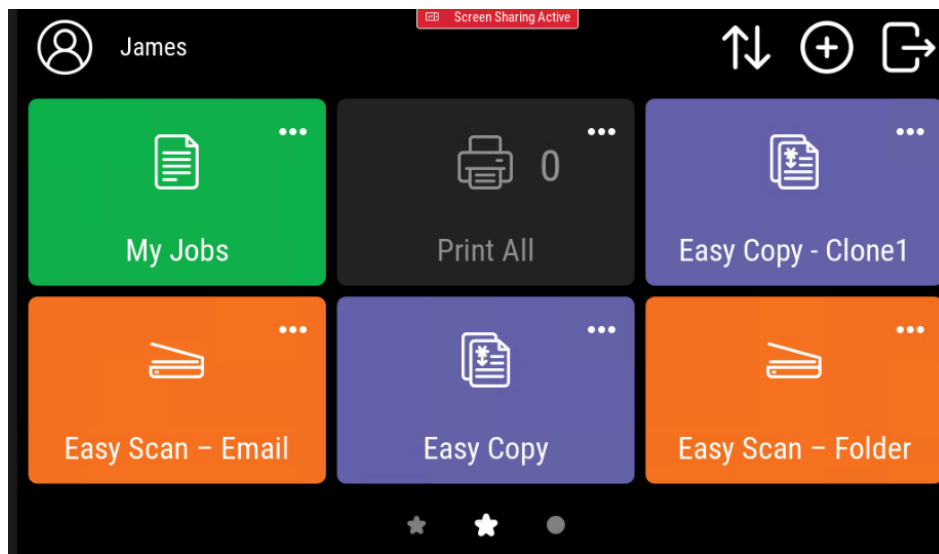 Screen Sharing Active
James
My Jobs
0
Print All
Easy Copy - Clone1
Easy Scan – Email
Easy Copy
Easy Scan – Folder